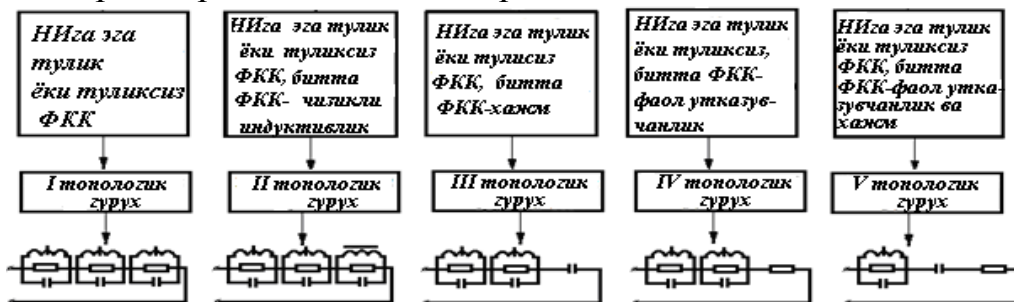 НИга эга
тулик
ёки туликсиз
ФКК
НИга эга тулик
ёки туликсиз
ФКК, битта
ФКК- чизикли
индуктивлик
НИга эга тулик
ёки тулисиз
ФКК, битта
ФКК-хажм
НИга эга тулик
ёки туликсиз,
битта ФКК-
фаол утказув-
чанлик
НИга эга тулик
ёки туликсиз
ФКК, битта
ФКК-фаол утка-
зувчанлик ва
хажм
I топологик
гурух
II топологик
гурух
III топологик
гурух
IV топологик
гурух
V топологик
гурух